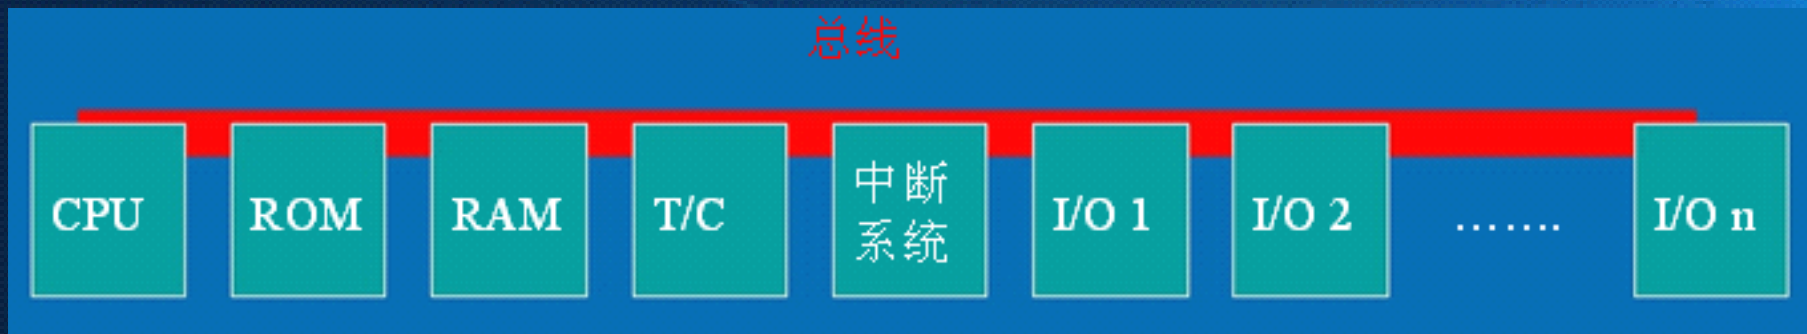 总线
CPU
ROM
RAM
T/C
中断
系统
I/O 1
I/O 2
.......
I/O n